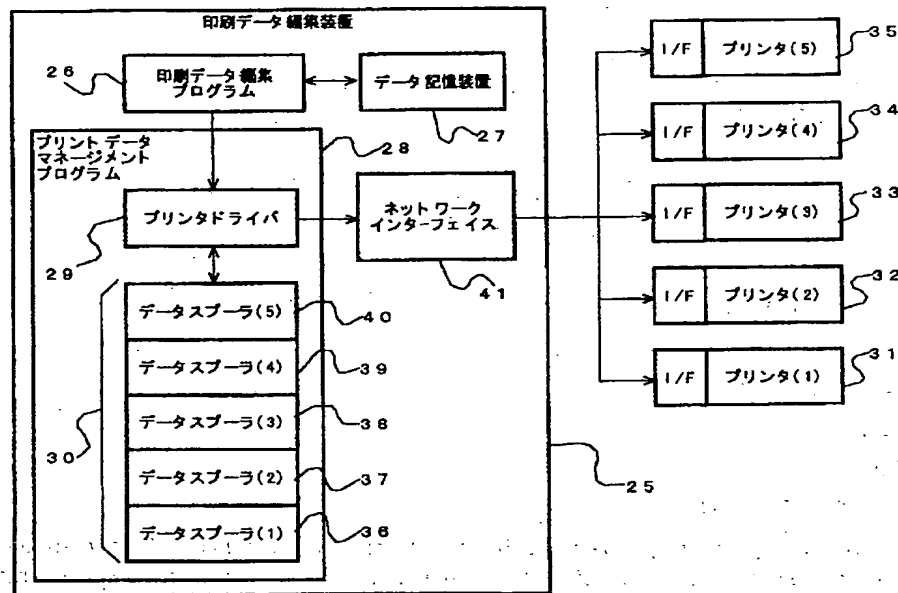 印刷データ編集装置
26
印刷データ編集
プログラム
データ記憶装置
27
プリントデータ
マネージメント
プログラム
28
プリンタドライバ
29
ネットワーク
インターフェイス
41
データスプーラ(5)
40
データスプーラ(4)
39
データスプーラ(3)
38
データスプーラ(2)
37
データスプーラ(1)
36
30
25
I/F
プリンタ(5)
35
I/F
プリンタ(4)
34
I/F
プリンタ(3)
33
I/F
プリンタ(2)
32
I/F
プリンタ(1)
31